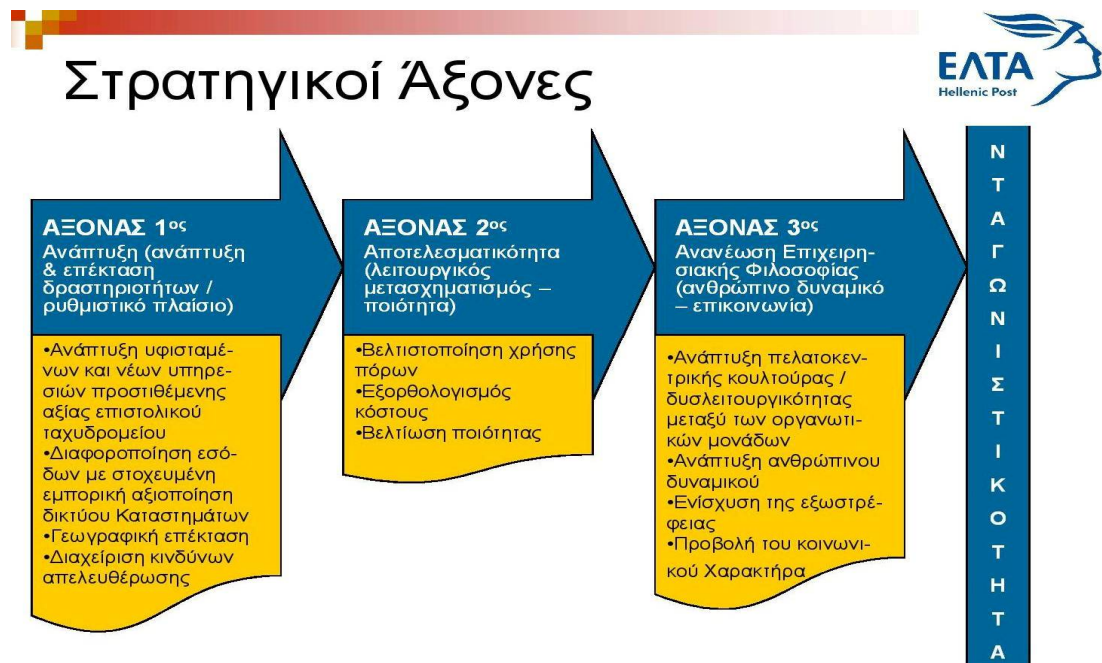 Στρατηγικοί Άξονες
ΕΛΤΑ
Hellenic Post
ΑΞΟΝΑΣ 1ος
Ανάπτυξη (ανάπτυξη
& επέκταση
δραστηριοτήτων /
ρυθμιστικό πλαίσιο)
•Ανάπτυξη υφισταμέ-
νων και νέων υπηρε-
σιών προστιθέμενης
αξίας επιστολικού
ταχυδρομείου
•Διαφοροποίηση εσό-
δων με στοχευμένη
εμπορική αξιοποίηση
δικτύου Καταστημάτων
•Γεωγραφική επέκταση
•Διαχείριση κινδύνων
απελευθέρωσης
ΑΞΟΝΑΣ 2ος
Αποτελεσματικότητα
(λειτουργικός
μετασχηματισμός –
ποιότητα)
•Βελτιστοποίηση χρήσης
πόρων
•Εξορθολογισμός
κόστους
•Βελτίωση ποιότητας
ΑΞΟΝΑΣ 3ος
Ανανέωση Επιχειρη-
σιακής Φιλοσοφίας
(ανθρώπινο δυναμικό
– επικοινωνία)
•Ανάπτυξη πελατοκεν-
τρικής κουλτούρας /
δυσλειτουργικότητας
μεταξύ των οργανωτι-
κών μονάδων
•Ανάπτυξη ανθρώπινου
δυναμικού
•Ενίσχυση της εξωστρέ-
φειας
•Προβολή του κοινωνι-
κού Χαρακτήρα
Ν
Τ
Α
Γ
Ω
Ν
Ι
Σ
Τ
Ι
Κ
Ο
Τ
Η
Τ
Α